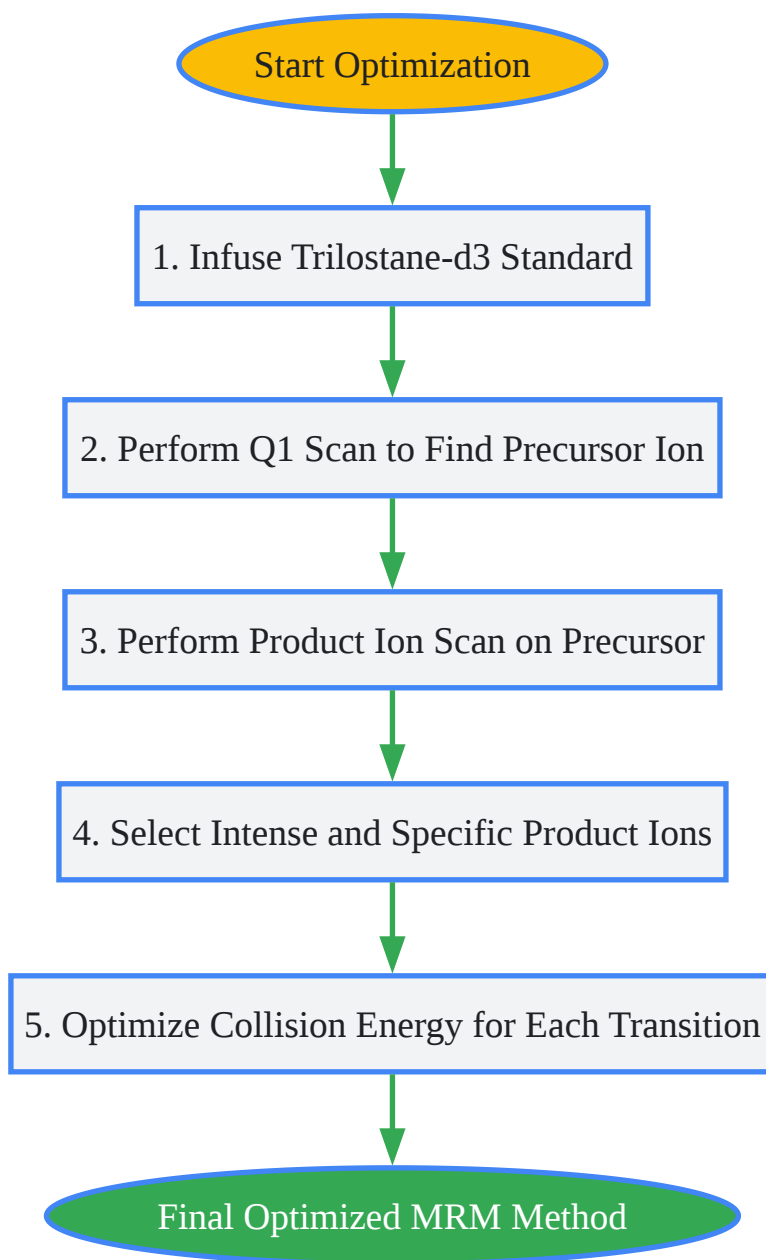 Start Optimization
1. Infuse Trilostane-d3 Standard
2. Perform Q1 Scan to Find Precursor Ion
3. Perform Product Ion Scan on Precursor
4. Select Intense and Specific Product Ions
5. Optimize Collision Energy for Each Transition
Final Optimized MRM Method